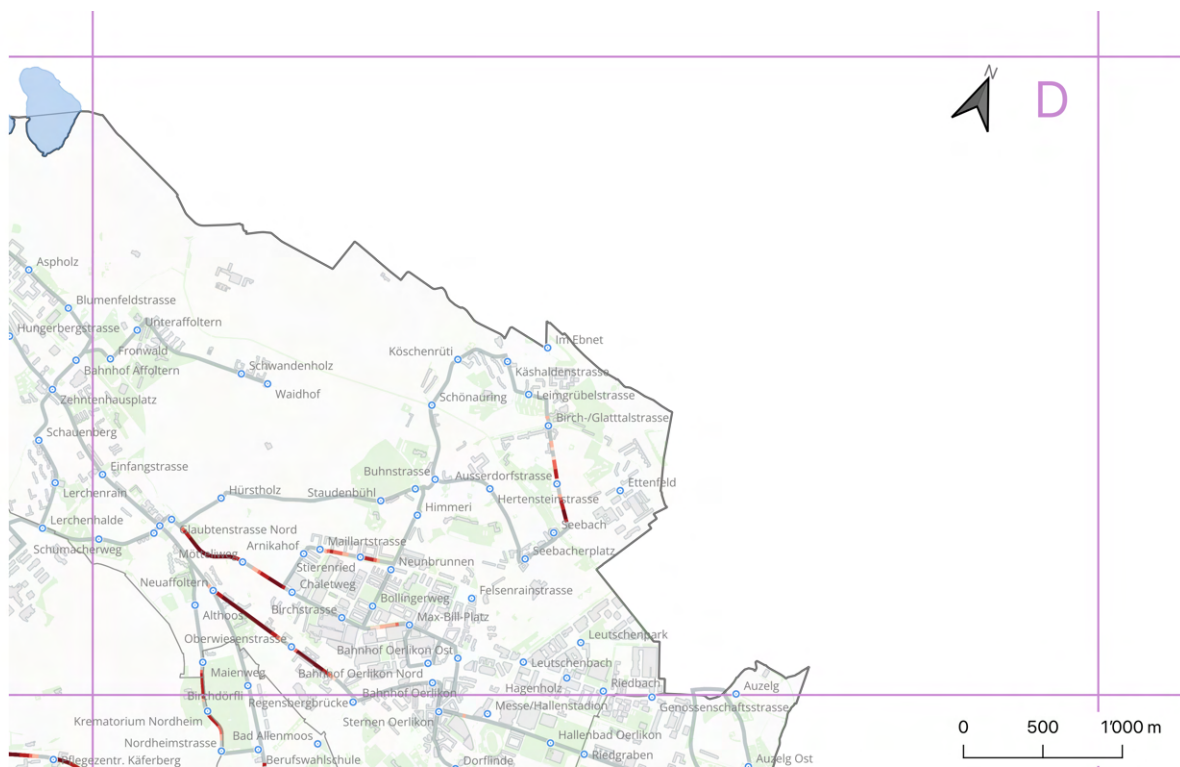 N
D
Aspholz
Blumenfeldstrasse
Unteraffoltern
Hungerbergstrasse
Im Ebnet
Fronwald
Köschenrüti
Bahnhof Affoltern
Schwandenholz
Käshaldenstrasse
Waidhof
Zehntenhausplatz
Schönauring
Leimgrübelstrasse
Birch-/Glatttalstrasse
Schauenberg
Einfangstrasse
Buhnstrasse
Ausserdorfstrasse
Ettenfeld
Lerchenrain
Hürstholz
Staudenbühl
Hertensteinstrasse
Himmeri
Lerchenhalde
Glaubtenstrasse Nord
Seebach
Schumacherweg
Mötteliweg
Arnikahof
Maillartstrasse
Seebacherplatz
Stierenried
Neunbrunnen
Neuaffoltern
Chaletweg
Felsenrainstrasse
Althoos
Birchstrasse
Bollingerweg
Max-Bill-Platz
Oberwiesenstrasse
Leutschenpark
Bahnhof Oerlikon Ost
Maienweg
Bahnhof Oerlikon Nord
Leutschenbach
Birchdörfli
Regensbergbrücke
Bahnhof Oerlikon
Hagenholz
Riedbach
Auzelg
Krematorium Nordheim
Sternen Oerlikon
Messe/Hallenstadion
Genossenschaftsstrasse
Nordheimstrasse
Bad Allenmoos
Hallenbad Oerlikon
0 500 1'000 m
Pflegezentr. Käferberg
Berufswahlschule
Dorflinde
Riedgraben
Auzelg Ost